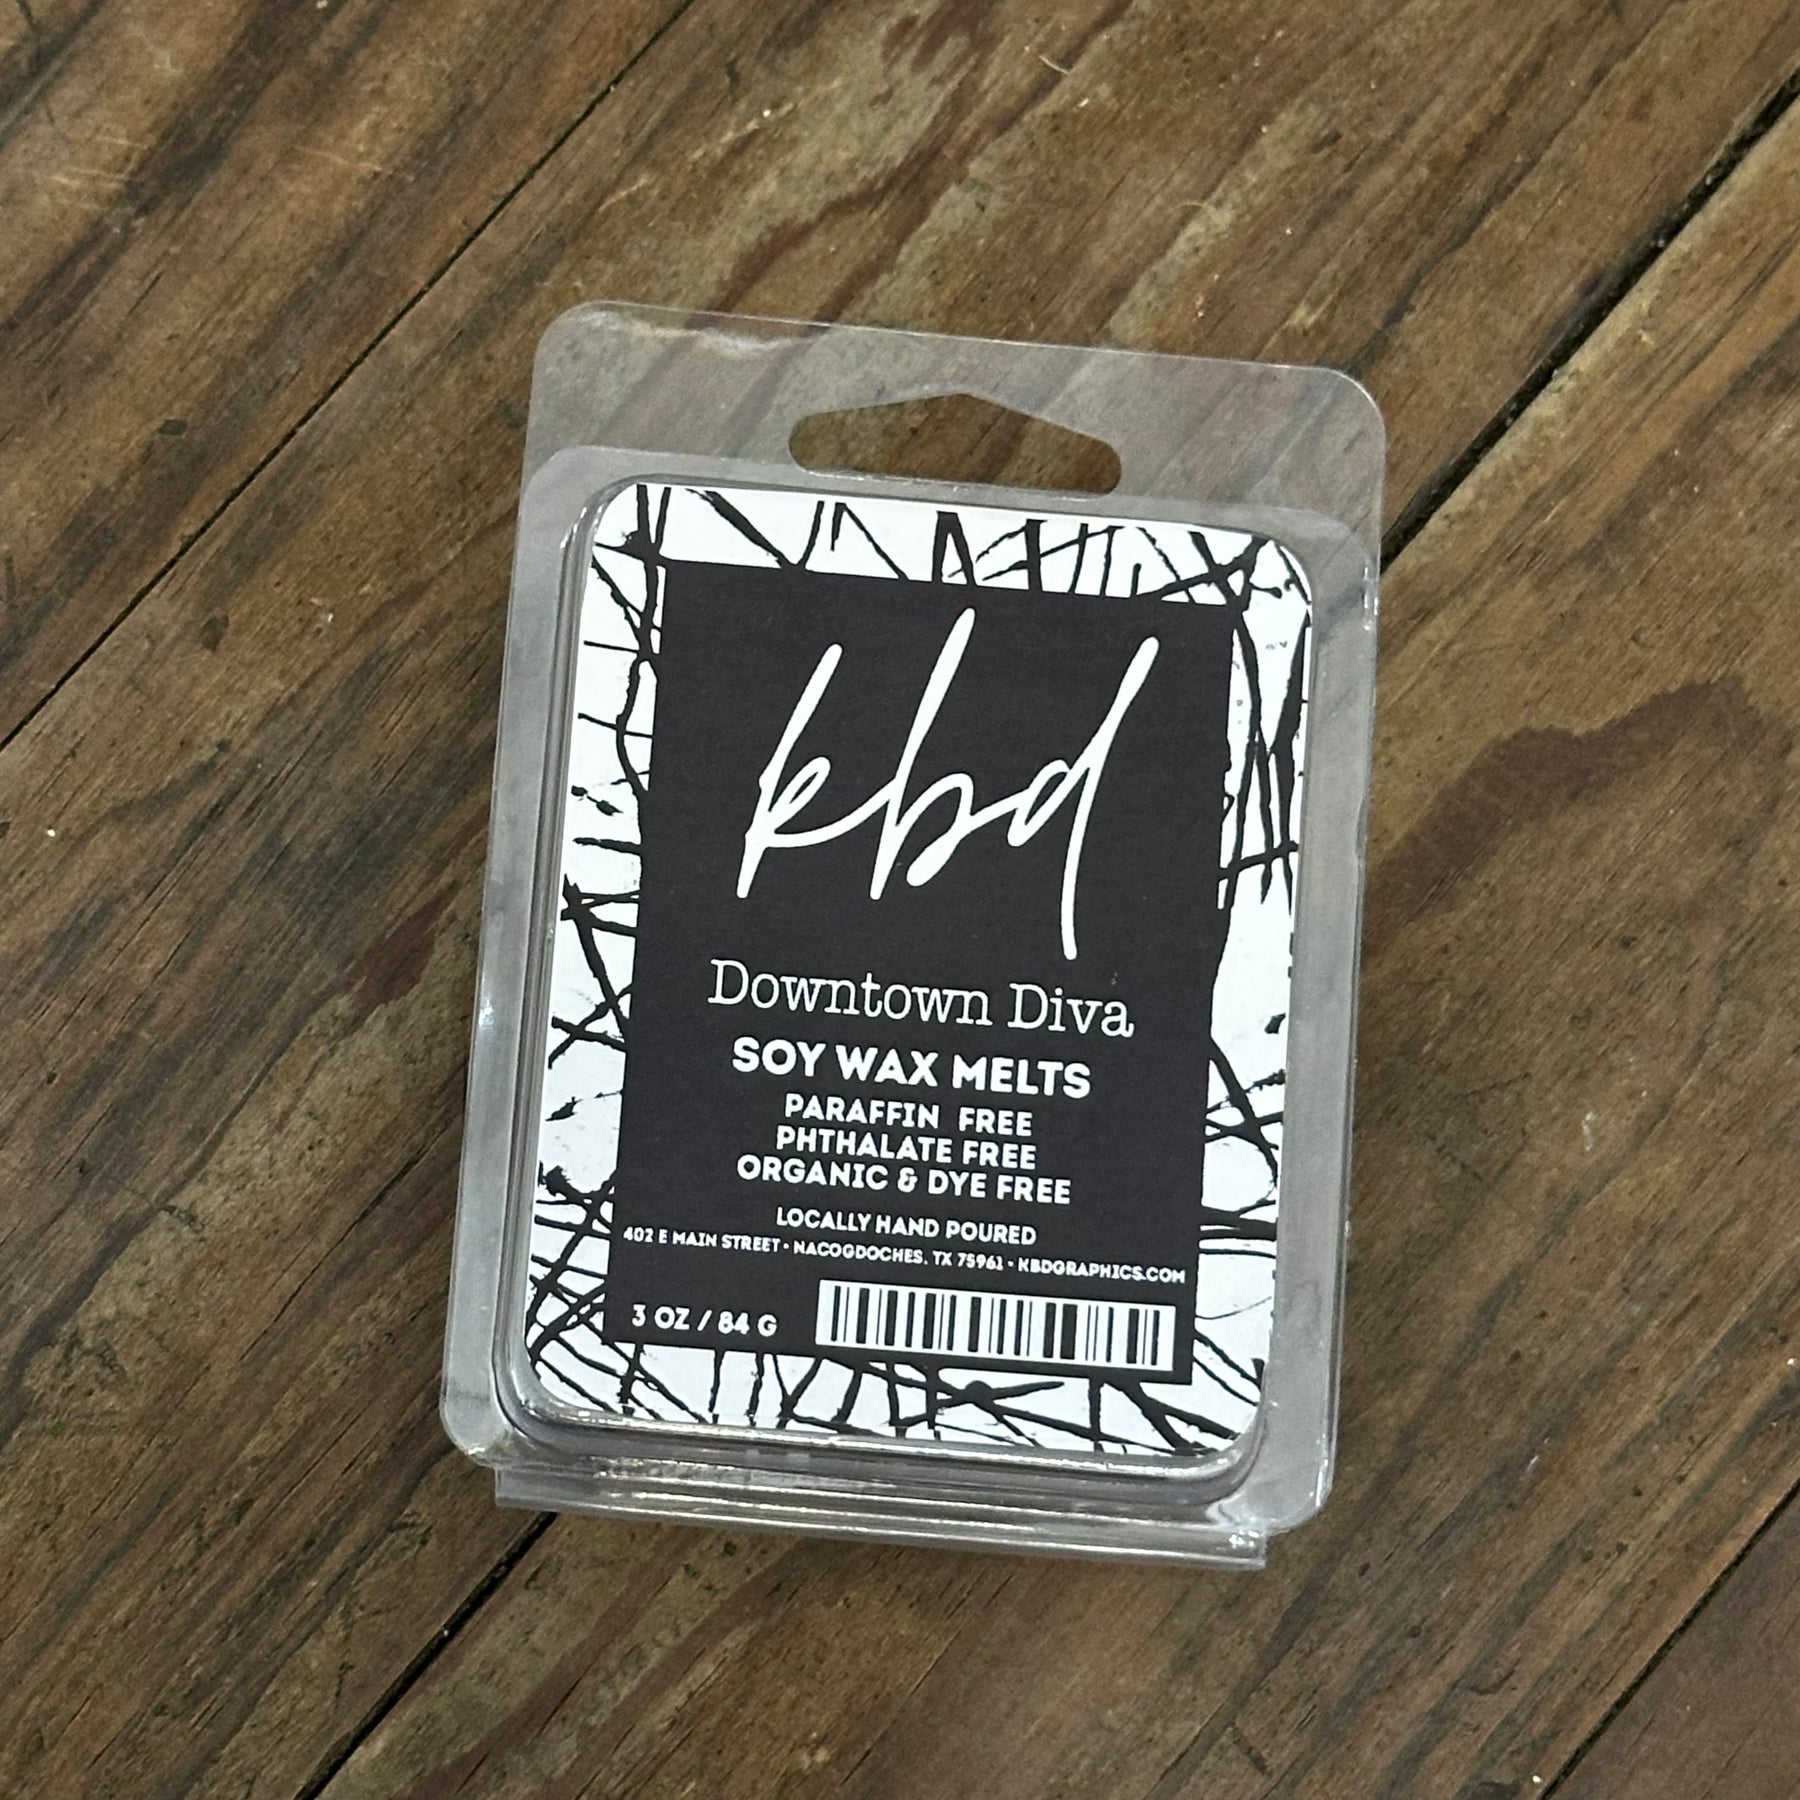 kbd
Downtown Diva
SOY WAX MELTS
PARAFFIN FREE
PHTHALATE FREE
ORGANIC & DYE FREE
LOCALLY HAND POURED
402 E MAIN STREET • NACOGDOCHES, TX 75961 • KBDGRAPHICS.COM
3 OZ / 84 G